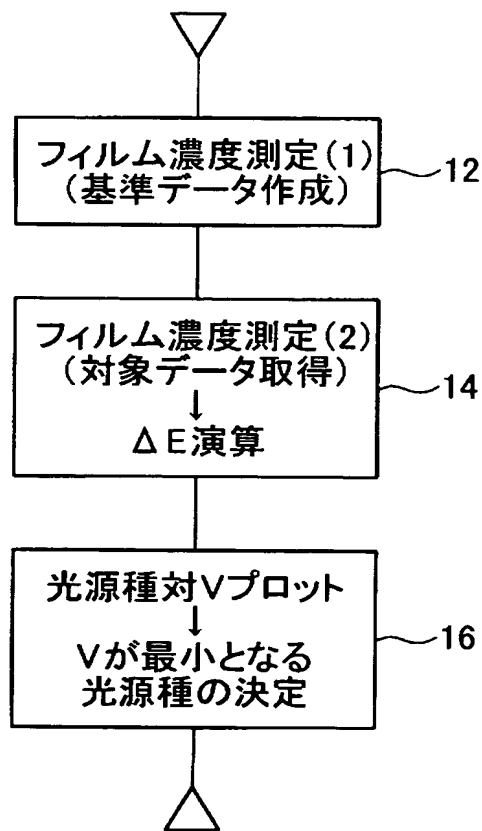 フィルム濃度測定(1)
(基準データ作成)
12
フィルム濃度測定(2)
(対象データ取得)
↓
ΔE演算
14
光源種対Vプロット
↓
Vが最小となる
光源種の決定
16